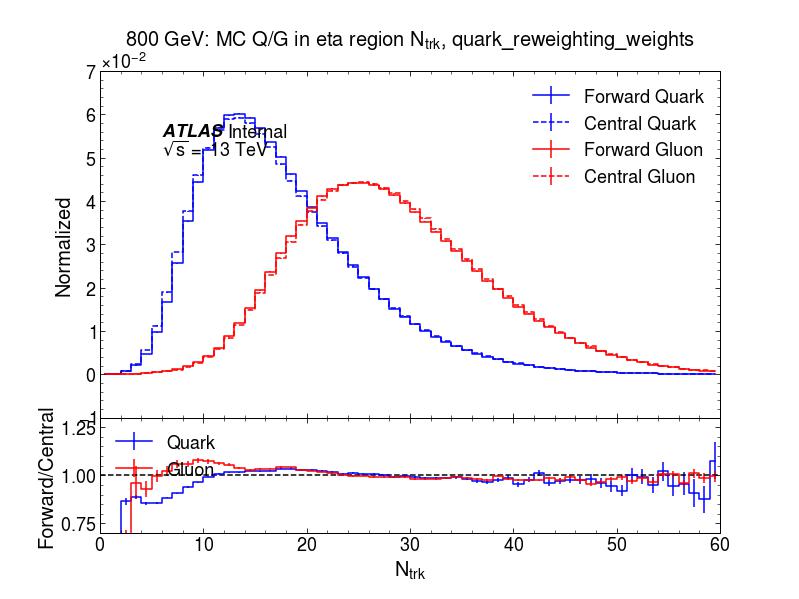 800 GeV: MC Q/G in eta region N_trk, quark_reweighting_weights
×10⁻²
7
6
5
4
3
2
1
0
−1
Normalized
ATLAS Internal
√s = 13 TeV
Forward Quark
Central Quark
Forward Gluon
Central Gluon
1.25
1.00
0.75
Forward/Central
Quark
Gluon
0 10 20 30 40 50 60
N_trk